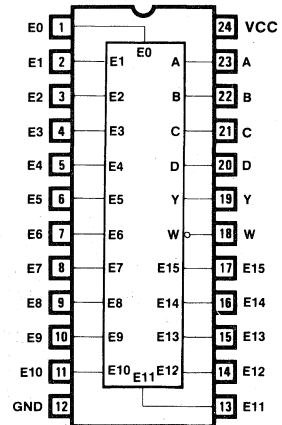 E0 1 24 VCC
E0
E1 2 E1 A 23 A
E2 3 E2 B 22 B
E3 4 E3 C 21 C
E4 5 E4 D 20 D
E5 6 E5 Y 19 Y
E6 7 E6 W 18 W
E7 8 E7 E15 17 E15
E8 9 E8 E14 16 E14
E9 10 E9 E13 15 E13
E10 11 E10 E12 14 E12
E11
GND 12 13 E11